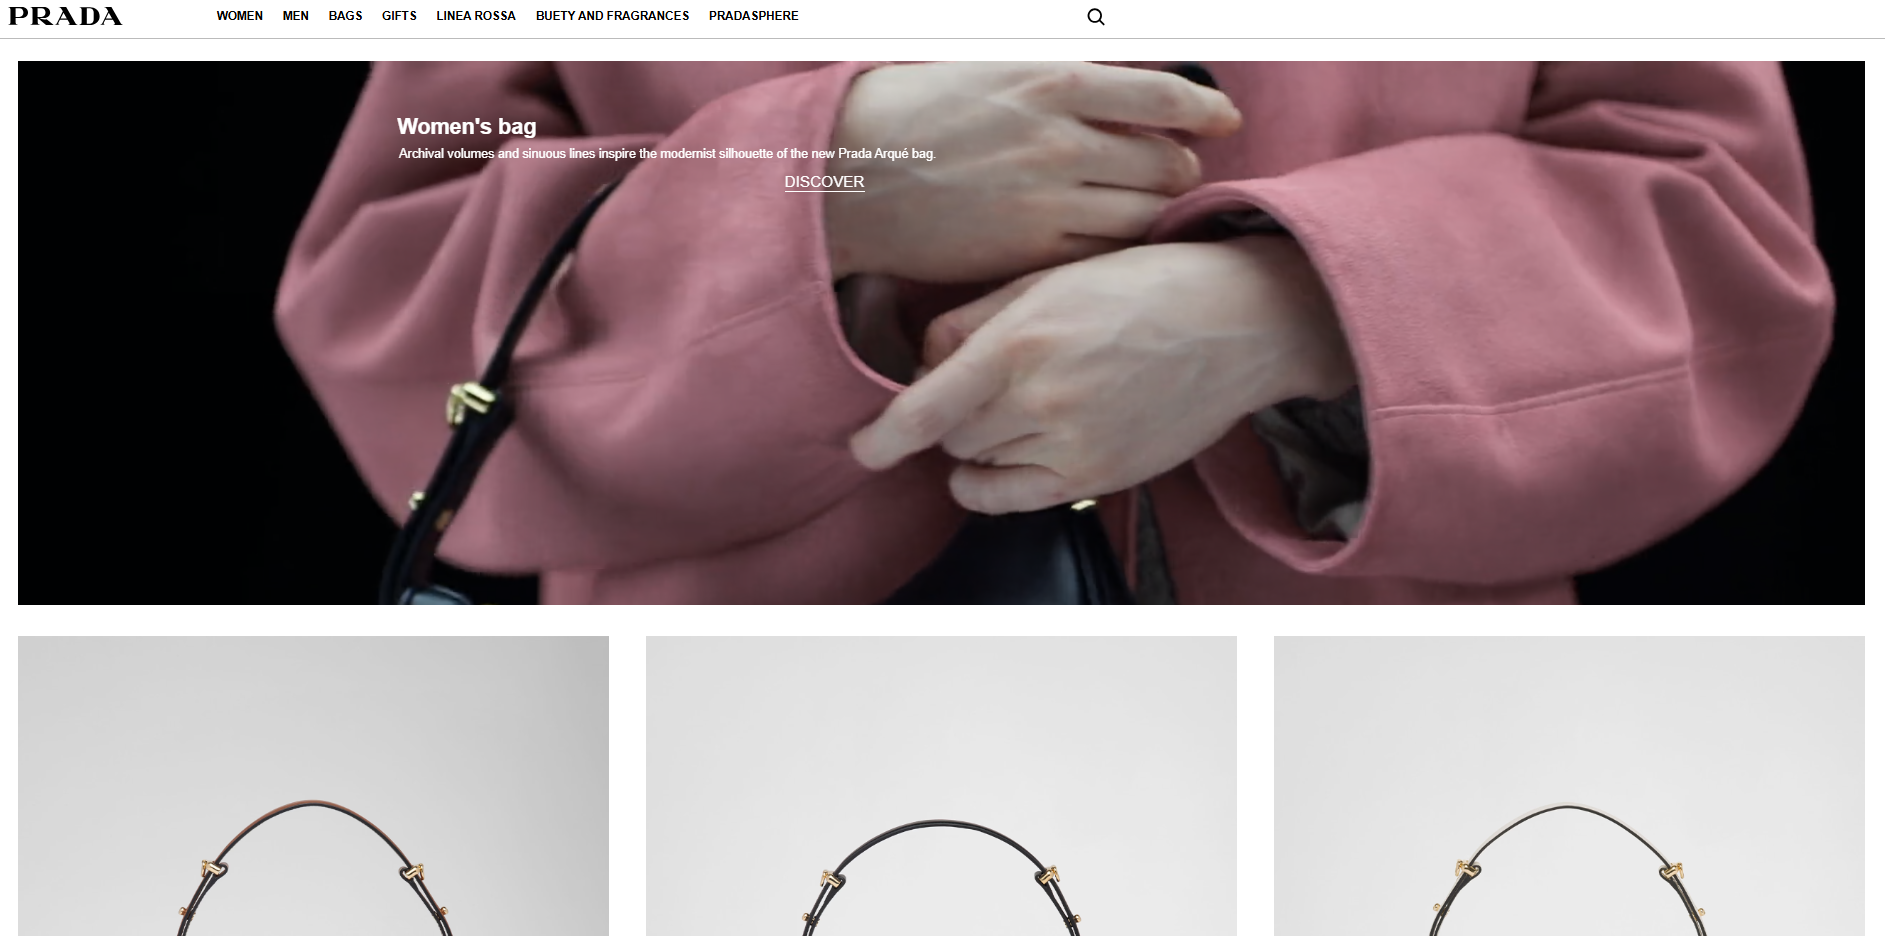 PRADA WOMEN MEN BAGS GIFTS LINEA ROSSA BUETY AND FRAGRANCES PRADASPHERE
Women's bag
Archival volumes and sinuous lines inspire the modernist silhouette of the new Prada Arqué bag.
DISCOVER